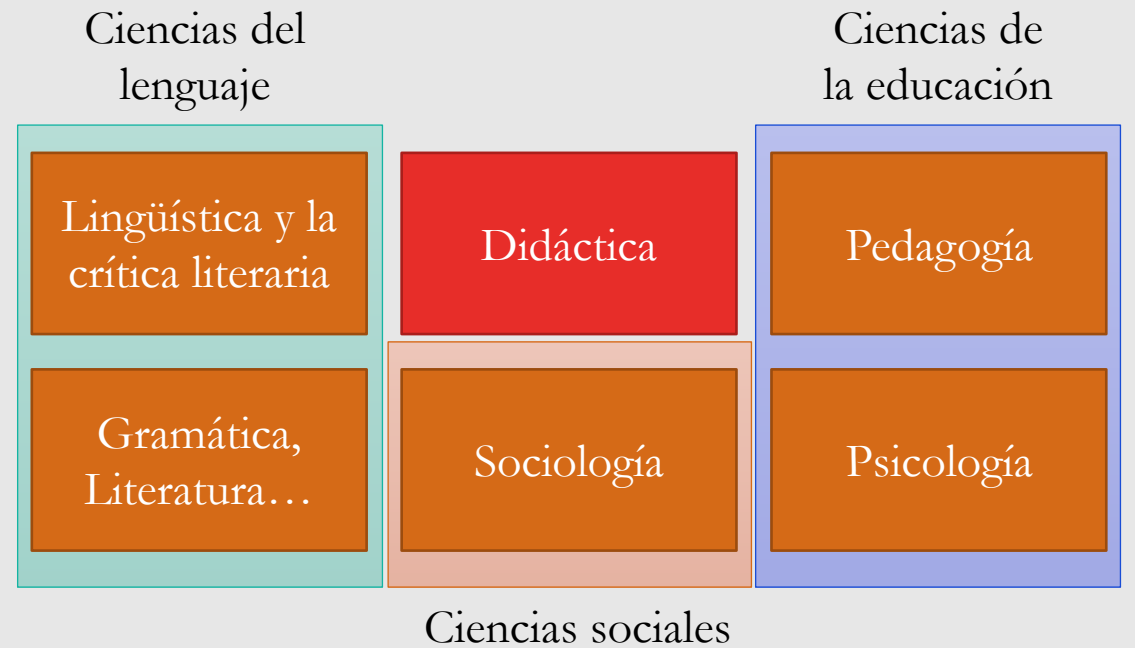 Ciencias del
lenguaje
Ciencias de
la educación
Lingüística y la
crítica literaria
Didáctica
Pedagogía
Gramática,
Literatura…
Sociología
Psicología
Ciencias sociales